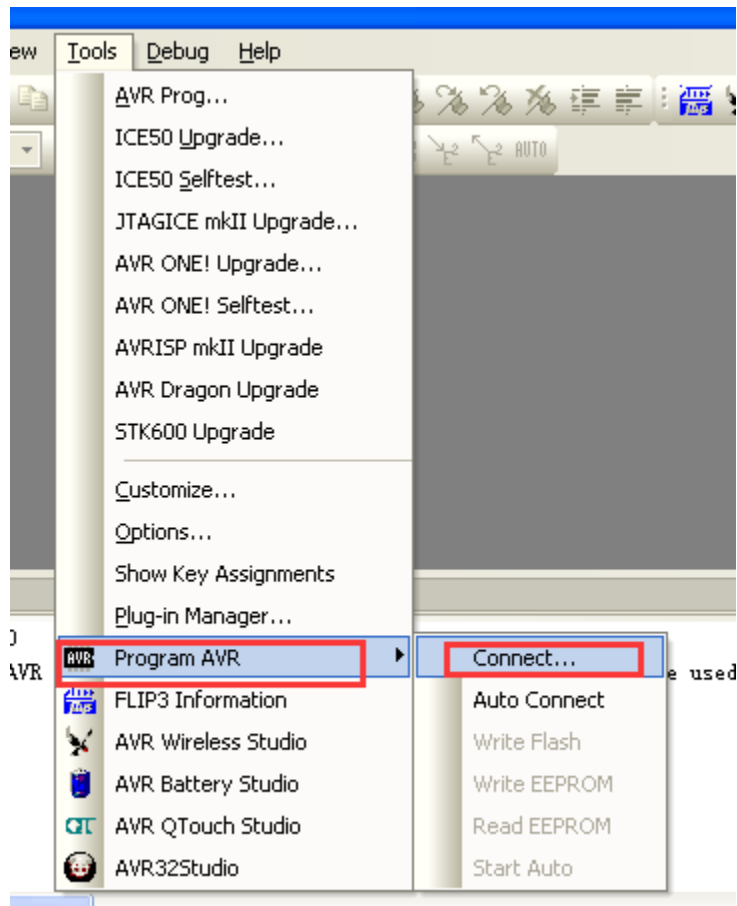 ew Tools Debug Help
AVR Prog...
ICE50 Upgrade...
AUTO
ICE50 Selftest...
JTAGICE mkII Upgrade...
AVR ONE! Upgrade...
AVR ONE! Selftest...
AVRISP mkII Upgrade
AVR Dragon Upgrade
STK600 Upgrade
Customize...
Options...
Show Key Assignments
Plug-in Manager...
AVR Program AVR
Connect...
AVR
e used
FLIP3 Information
Auto Connect
AVR Wireless Studio
Write Flash
AVR Battery Studio
Write EEPROM
QT AVR QTouch Studio
Read EEPROM
AVR32Studio
Start Auto